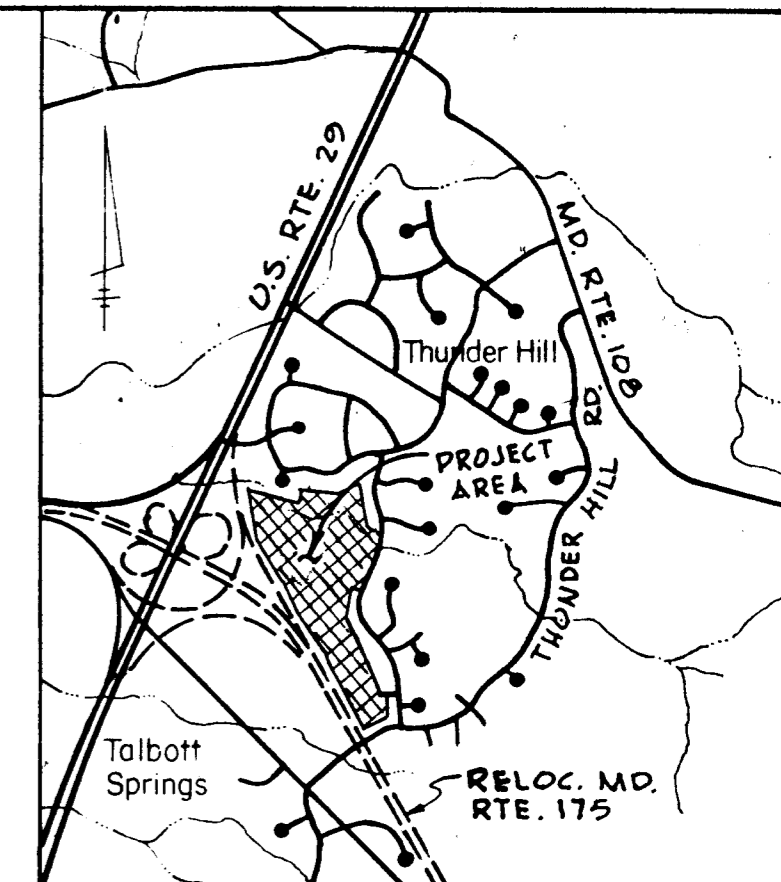 U.S. RTE. 29
MD. RTE. 108
Thunder Hill
RD.
PROJECT
AREA
THUNDER HILL
Talbott
Springs
RELOC. MD.
RTE. 175